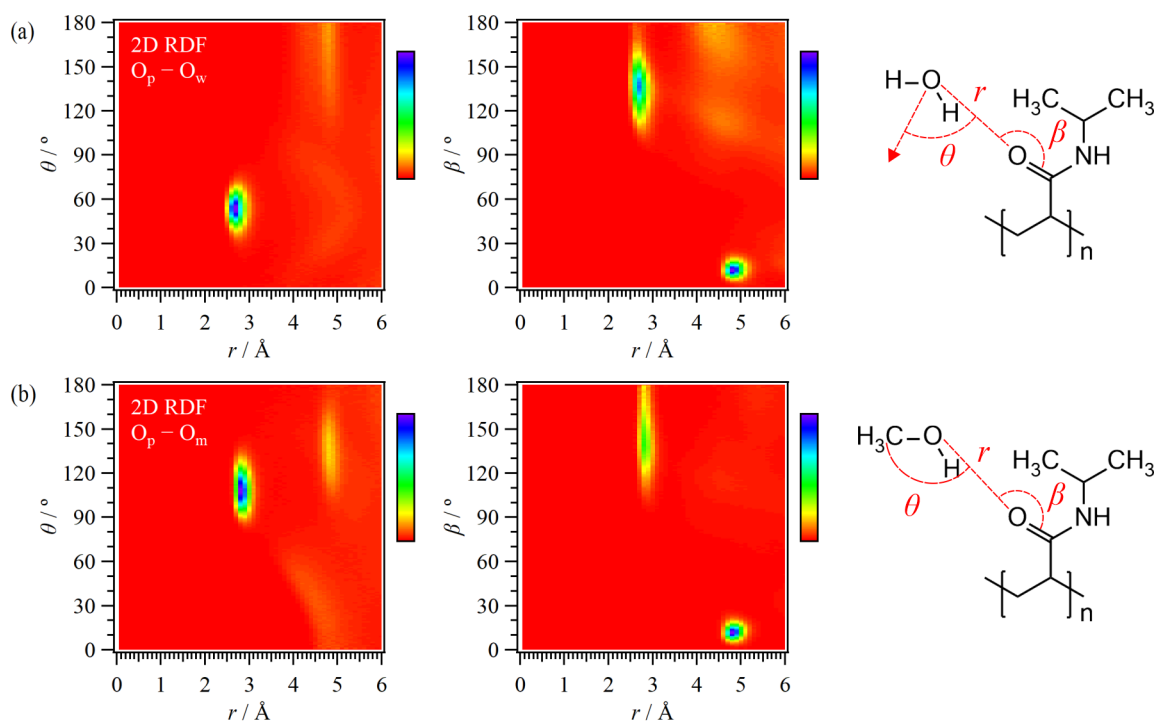 (a)
180
150
120
90
60
30
0
θ / °
2D RDF
Oₚ – O_w
0 1 2 3 4 5 6
r / Å
180
150
120
90
60
30
0
β / °
0 1 2 3 4 5 6
r / Å
H–O
H
r
θ
β
H₃C CH₃
O
NH
n
(b)
180
150
120
90
60
30
0
θ / °
2D RDF
Oₚ – Oₘ
0 1 2 3 4 5 6
r / Å
180
150
120
90
60
30
0
β / °
0 1 2 3 4 5 6
r / Å
H₃C–O
H
r
θ
β
H₃C CH₃
O
NH
n